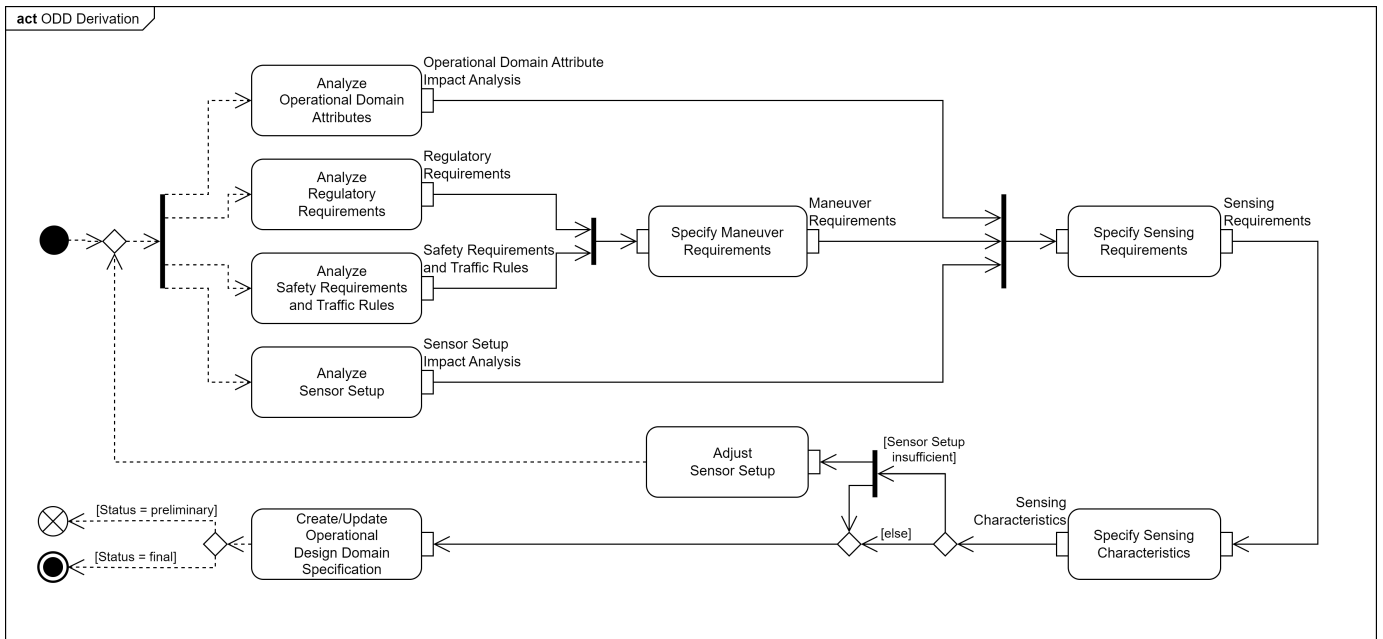 act ODD Derivation
Analyze
Operational Domain
Attributes
Operational Domain Attribute
Impact Analysis
Analyze
Regulatory
Requirements
Regulatory
Requirements
Analyze
Safety Requirements
and Traffic Rules
Safety Requirements
and Traffic Rules
Analyze
Sensor Setup
Sensor Setup
Impact Analysis
Specify Maneuver
Requirements
Maneuver
Requirements
Specify Sensing
Requirements
Sensing
Requirements
Adjust
Sensor Setup
[Sensor Setup
insufficient]
[else]
Sensing
Characteristics
Specify Sensing
Characteristics
Create/Update
Operational
Design Domain
Specification
[Status = preliminary]
[Status = final]